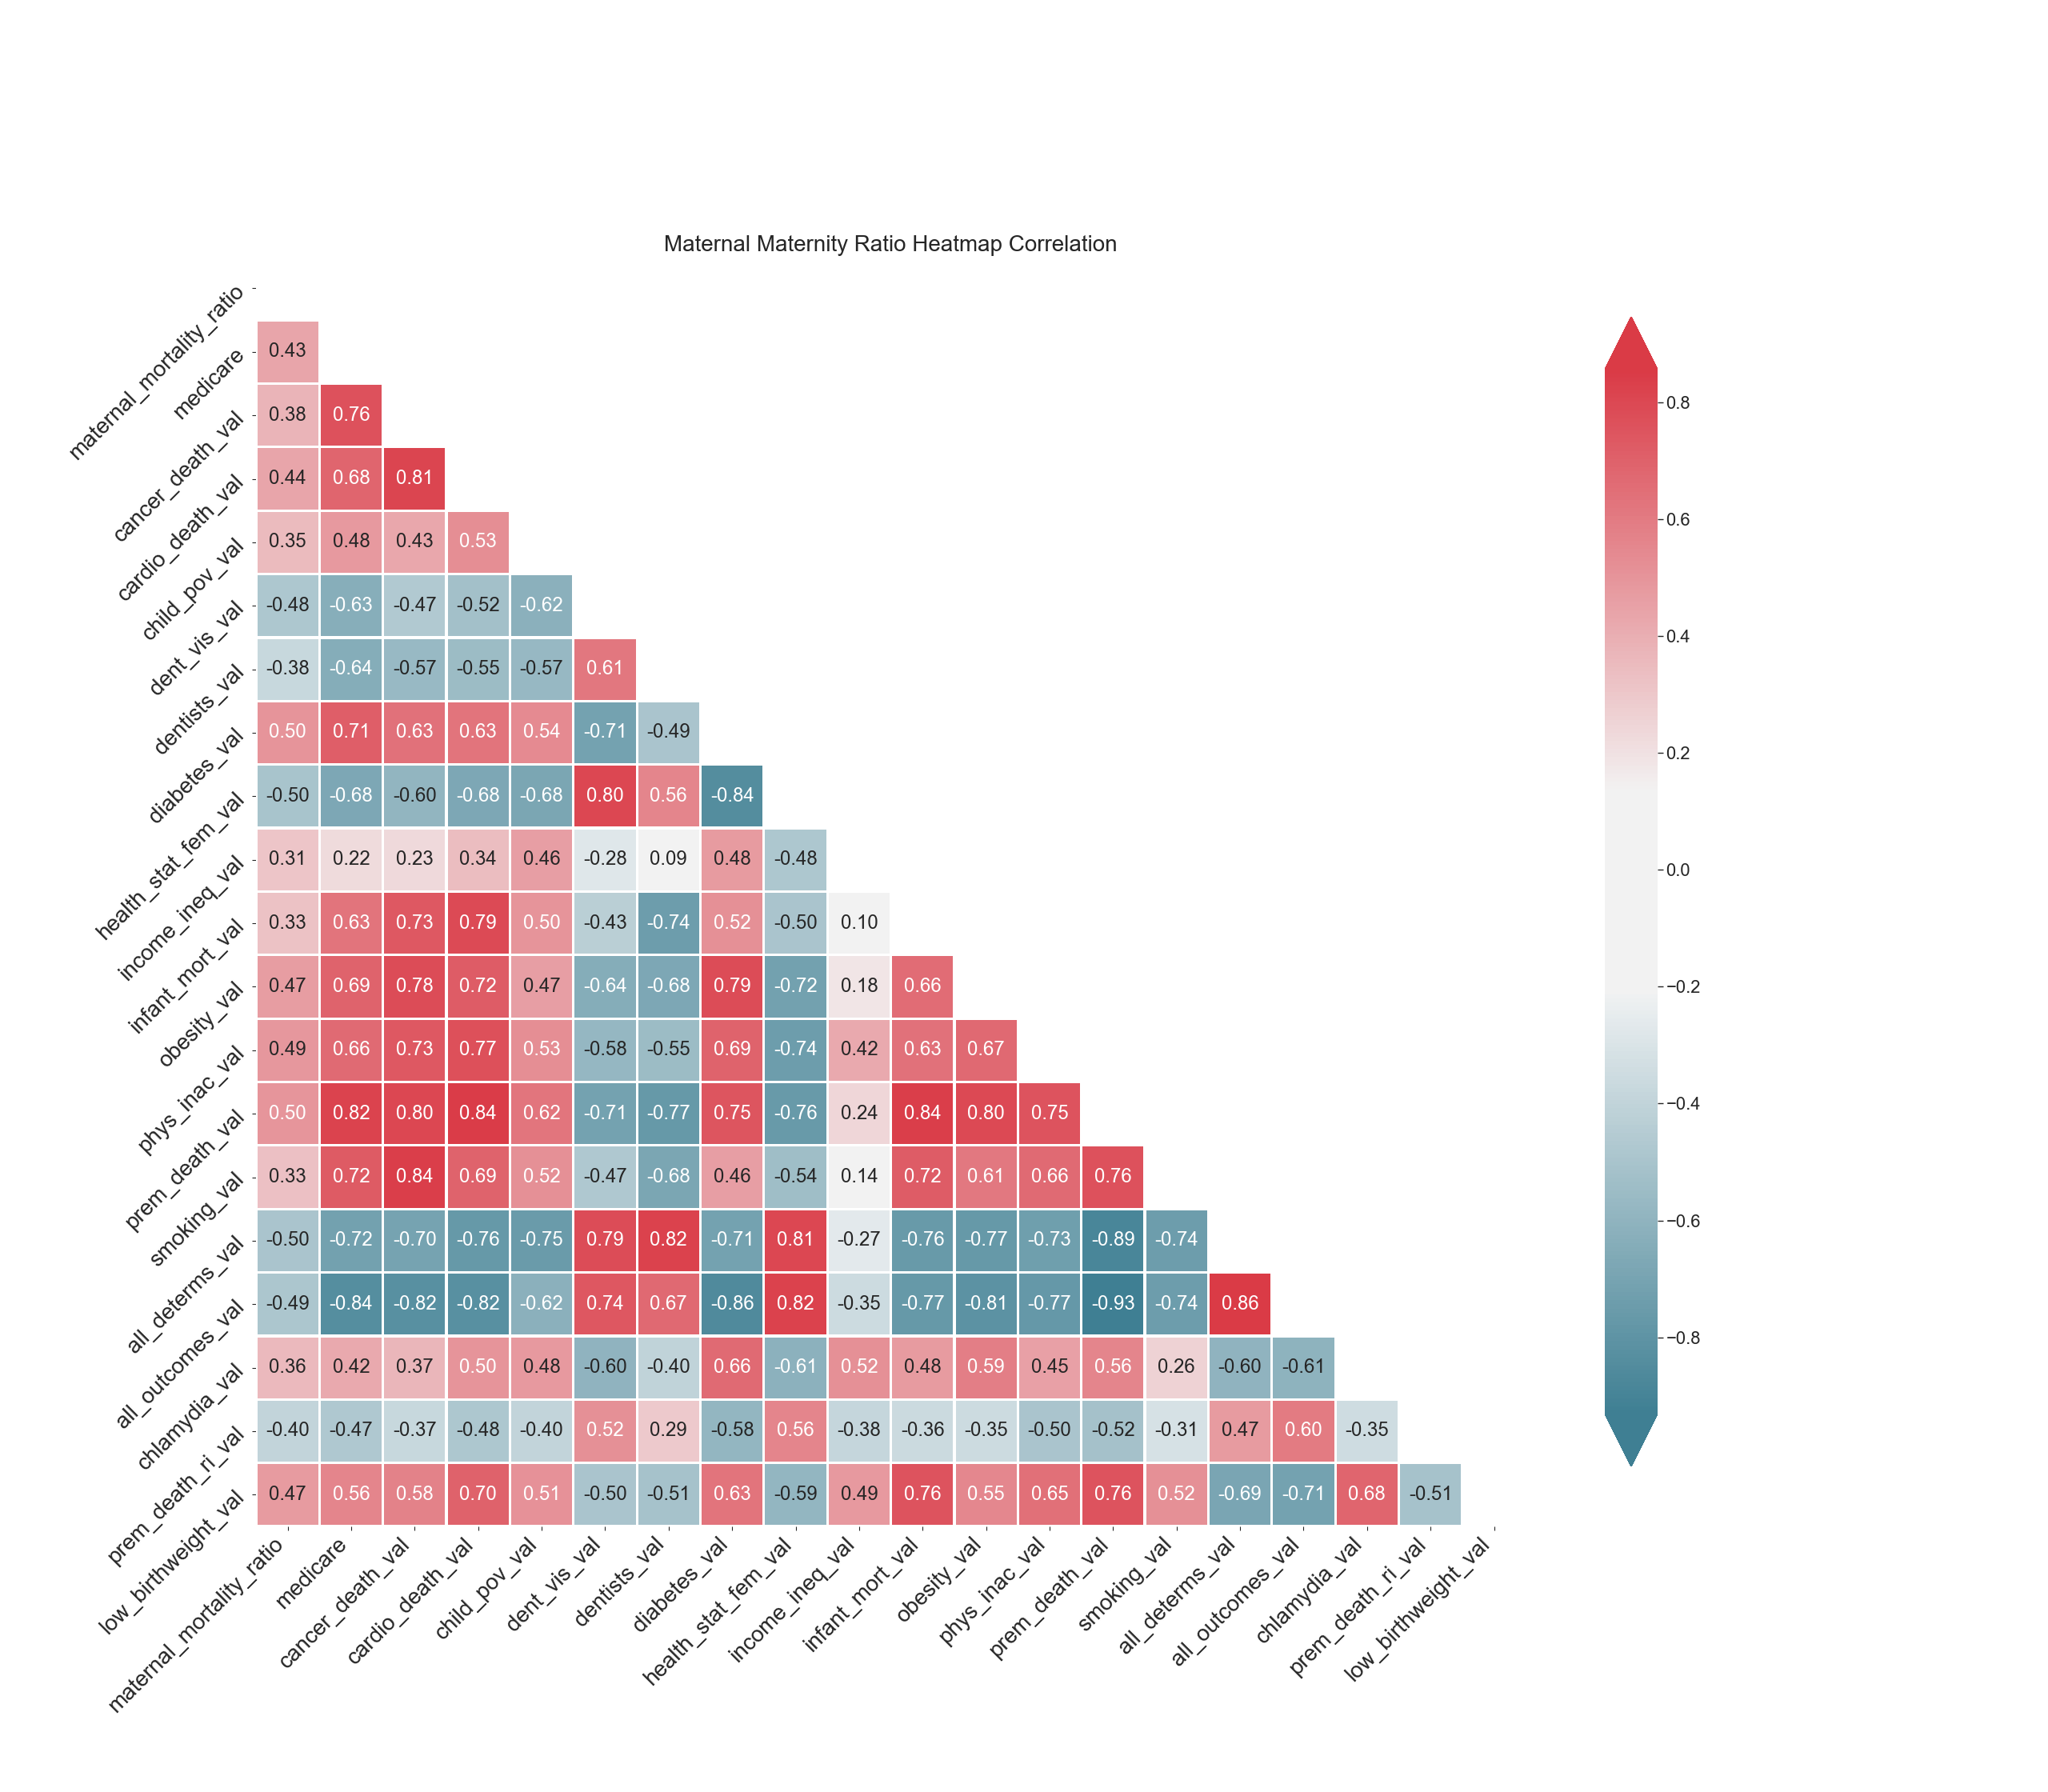 Maternal Maternity Ratio Heatmap Correlation
maternal_mortality_ratio
medicare 0.43
cancer_death_val 0.38 0.76
cardio_death_val 0.44 0.68 0.81
child_pov_val 0.35 0.48 0.43 0.53
dent_vis_val -0.48 -0.63 -0.47 -0.52 -0.62
dentists_val -0.38 -0.64 -0.57 -0.55 -0.57 0.61
diabetes_val 0.50 0.71 0.63 0.63 0.54 -0.71 -0.49
health_stat_fem_val -0.50 -0.68 -0.60 -0.68 -0.68 0.80 0.56 -0.84
income_ineq_val 0.31 0.22 0.23 0.34 0.46 -0.28 0.09 0.48 -0.48
infant_mort_val 0.33 0.63 0.73 0.79 0.50 -0.43 -0.74 0.52 -0.50 0.10
obesity_val 0.47 0.69 0.78 0.72 0.47 -0.64 -0.68 0.79 -0.72 0.18 0.66
phys_inac_val 0.49 0.66 0.73 0.77 0.53 -0.58 -0.55 0.69 -0.74 0.42 0.63 0.67
prem_death_val 0.50 0.82 0.80 0.84 0.62 -0.71 -0.77 0.75 -0.76 0.24 0.84 0.80 0.75
smoking_val 0.33 0.72 0.84 0.69 0.52 -0.47 -0.68 0.46 -0.54 0.14 0.72 0.61 0.66 0.76
all_determs_val -0.50 -0.72 -0.70 -0.76 -0.75 0.79 0.82 -0.71 0.81 -0.27 -0.76 -0.77 -0.73 -0.89 -0.74
all_outcomes_val -0.49 -0.84 -0.82 -0.82 -0.62 0.74 0.67 -0.86 0.82 -0.35 -0.77 -0.81 -0.77 -0.93 -0.74 0.86
chlamydia_val 0.36 0.42 0.37 0.50 0.48 -0.60 -0.40 0.66 -0.61 0.52 0.48 0.59 0.45 0.56 0.26 -0.60 -0.61
prem_death_ri_val -0.40 -0.47 -0.37 -0.48 -0.40 0.52 0.29 -0.58 0.56 -0.38 -0.36 -0.35 -0.50 -0.52 -0.31 0.47 0.60 -0.35
low_birthweight_val 0.47 0.56 0.58 0.70 0.51 -0.50 -0.51 0.63 -0.59 0.49 0.76 0.55 0.65 0.76 0.52 -0.69 -0.71 0.68 -0.51
maternal_mortality_ratio
medicare
cancer_death_val
cardio_death_val
child_pov_val
dent_vis_val
dentists_val
diabetes_val
health_stat_fem_val
income_ineq_val
infant_mort_val
obesity_val
phys_inac_val
prem_death_val
smoking_val
all_determs_val
all_outcomes_val
chlamydia_val
prem_death_ri_val
low_birthweight_val
0.8
0.6
0.4
0.2
0.0
−0.2
−0.4
−0.6
−0.8